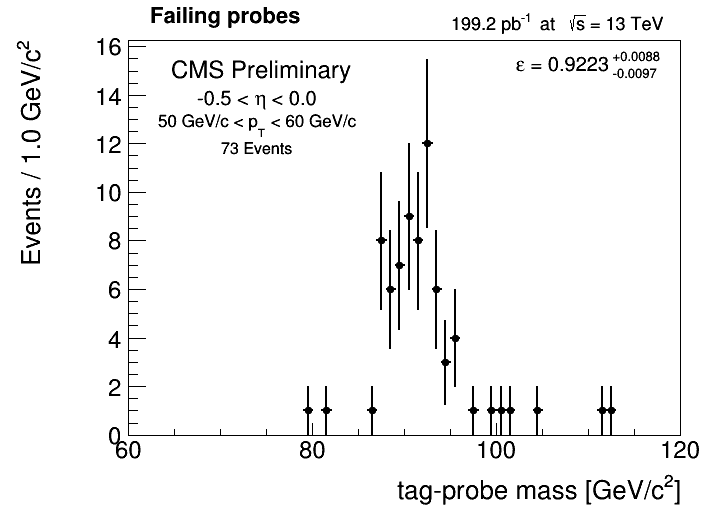 Failing probes
199.2 pb⁻¹ at √s = 13 TeV
Events / 1.0 GeV/c²
16
14
12
10
8
6
4
2
0
CMS Preliminary
-0.5 < η < 0.0
50 GeV/c < p_T < 60 GeV/c
73 Events
ε = 0.9223 +0.0088 -0.0097
60 80 100 120
tag-probe mass [GeV/c²]